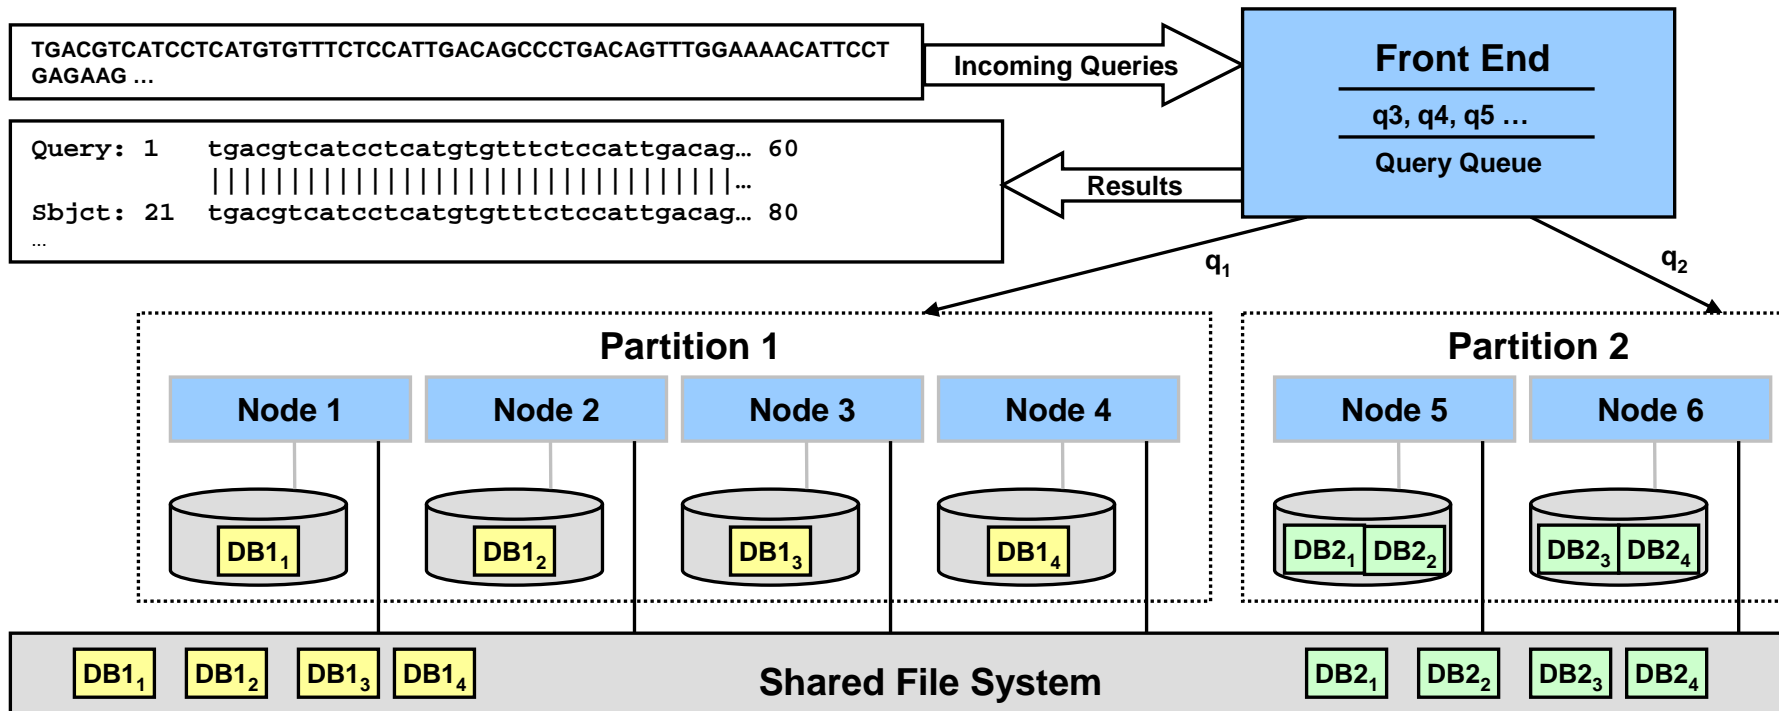 TGACGTCATCCTCATGTGTTTCTCCATTGACAGCCCTGACAGTTTGGAAAACATTCCT
GAGAAG …
Incoming Queries
Front End
q3, q4, q5 …
Query Queue
Query: 1 tgacgtcatcctcatgtgtttctccattgacag… 60
|||||||||||||||||||||||||||||||||…
Sbjct: 21 tgacgtcatcctcatgtgtttctccattgacag… 80
…
Results
q1
q2
Partition 1
Partition 2
Node 1
Node 2
Node 3
Node 4
Node 5
Node 6
DB1₁
DB1₂
DB1₃
DB1₄
DB2₁
DB2₂
DB2₃
DB2₄
DB1₁
DB1₂
DB1₃
DB1₄
Shared File System
DB2₁
DB2₂
DB2₃
DB2₄